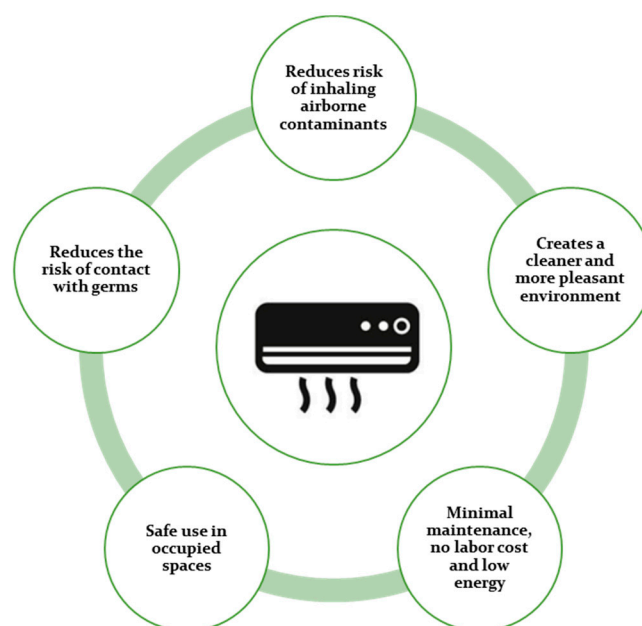 Reduces risk
of inhaling
airborne
contaminants
Creates a
cleaner and
more pleasant
environment
Minimal
maintenance,
no labor cost
and low
energy
Safe use in
occupied
spaces
Reduces the
risk of contact
with germs